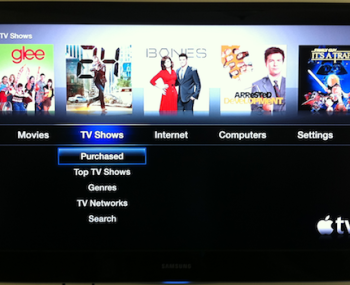 TV Shows
glee
24
BONES
ARRESTED
DEVELOPMENT
IT'S A TRAP
Movies TV Shows Internet Computers Settings
Purchased
Top TV Shows
Genres
TV Networks
Search
tv
SAMSUNG